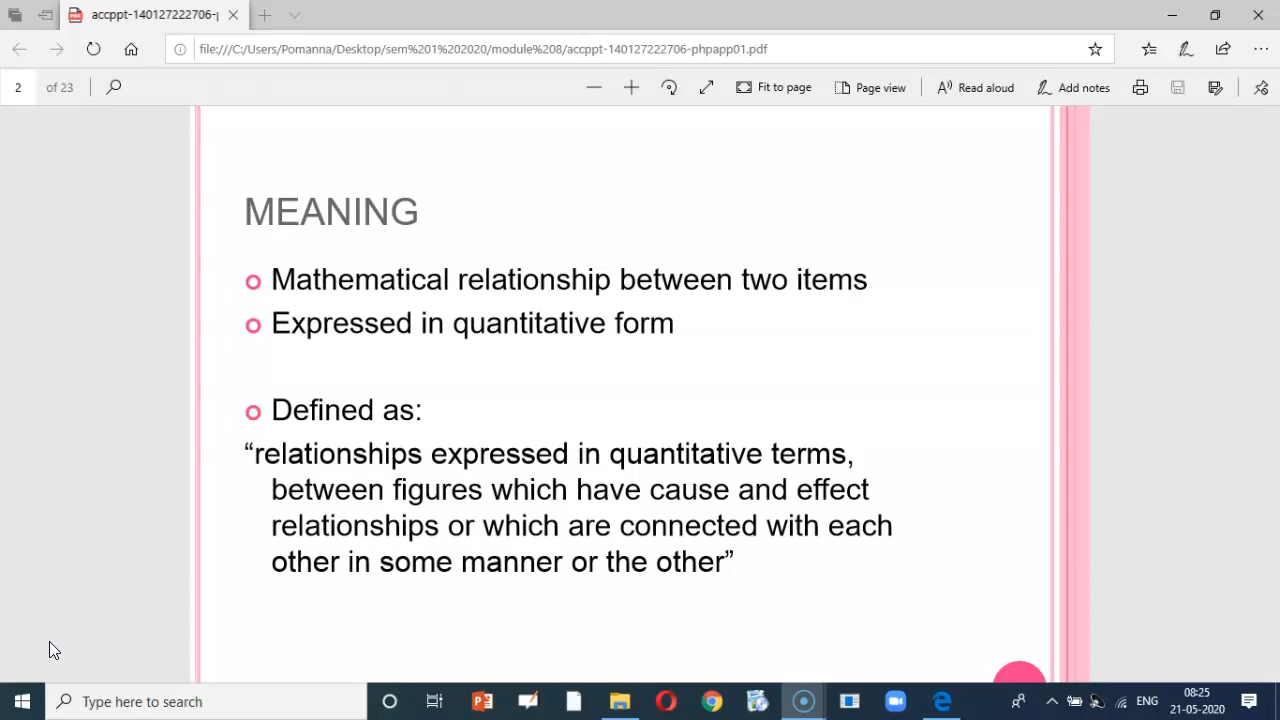 accppt-140127222706-p
file:///C:/Users/Pomanna/Desktop/sem%201%202020/module%208/accppt-140127222706-phpapp01.pdf
2 of 23 Fit to page Page view Read aloud Add notes
MEANING
Mathematical relationship between two items
Expressed in quantitative form
Defined as:
“relationships expressed in quantitative terms,
between figures which have cause and effect
relationships or which are connected with each
other in some manner or the other”
Type here to search
ENG
08:25
21-05-2020